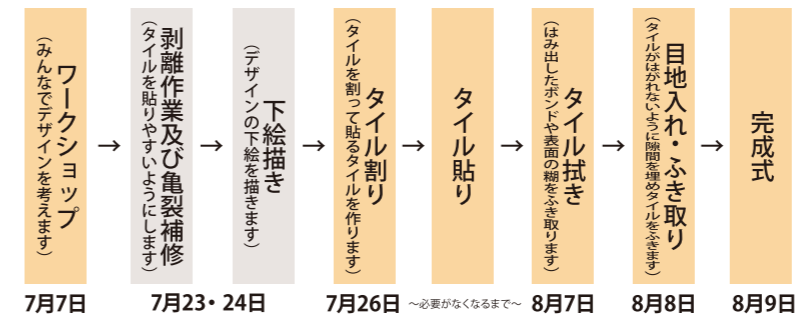 ワークショップ
（みんなでデザインを考えます）
→
剥離作業及び亀裂補修
（タイルを貼りやすいようにします）
→
下絵描き
（デザインの下絵を描きます）
→
タイル割り
（タイルを割って貼るタイルを作ります）
→
タイル貼り
→
タイル拭き
（はみ出したボンドや表面の糊をふき取ります）
→
目地入れ・ふき取り
（タイルがはがれないように隙間を埋めタイルをふきます）
→
完成式
7月7日
7月23・24日
7月26日
～必要がなくなるまで～
8月7日
8月8日
8月9日